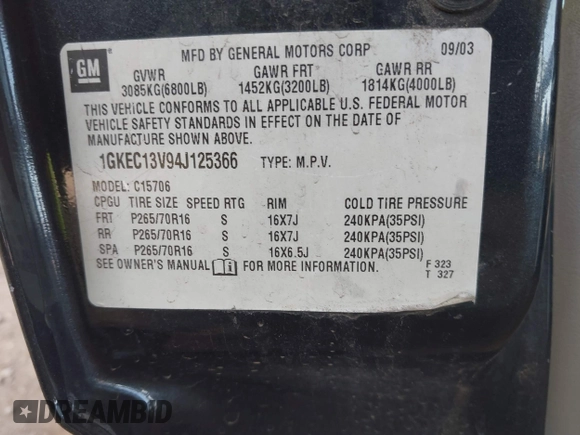 GM
MFD BY GENERAL MOTORS CORP 09/03
GVWR GAWR FRT GAWR RR
3085KG(6800LB) 1452KG(3200LB) 1814KG(4000LB)
THIS VEHICLE CONFORMS TO ALL APPLICABLE U.S. FEDERAL MOTOR
VEHICLE SAFETY STANDARDS IN EFFECT ON THE DATE OF
MANUFACTURE SHOWN ABOVE.
1GKEC13V94J125366 TYPE: M.P.V.
MODEL: C15706
CPGU TIRE SIZE SPEED RTG RIM COLD TIRE PRESSURE
FRT P265/70R16 S 16X7J 240KPA(35PSI)
RR P265/70R16 S 16X7J 240KPA(35PSI)
SPA P265/70R16 S 16X6.5J 240KPA(35PSI)
SEE OWNER'S MANUAL i FOR MORE INFORMATION
F 323
T 327
DREAMBID